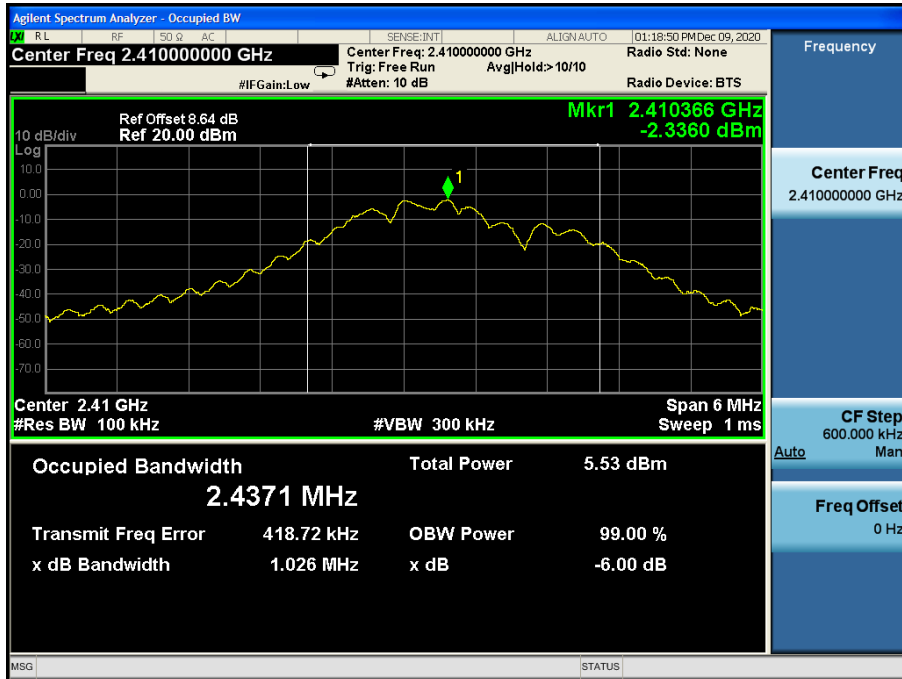 Agilent Spectrum Analyzer - Occupied BW
LXI RL RF 50 Ω AC SENSE:INT ALIGN AUTO 01:18:50 PM Dec 09, 2020
Center Freq 2.410000000 GHz
Center Freq: 2.410000000 GHz Radio Std: None
Trig: Free Run Avg|Hold:>10/10
#IFGain:Low #Atten: 10 dB Radio Device: BTS
Frequency
Mkr1 2.410366 GHz
-2.3360 dBm
Ref Offset 8.64 dB
10 dB/div Ref 20.00 dBm
Log
10.0
0.00
-10.0
-20.0
-30.0
-40.0
-50.0
-60.0
-70.0
1
Center Freq
2.410000000 GHz
Center 2.41 GHz Span 6 MHz
#Res BW 100 kHz #VBW 300 kHz Sweep 1 ms
CF Step
600.000 kHz
Auto Man
Occupied Bandwidth Total Power 5.53 dBm
2.4371 MHz
Transmit Freq Error 418.72 kHz OBW Power 99.00 %
x dB Bandwidth 1.026 MHz x dB -6.00 dB
Freq Offset
0 Hz
MSG STATUS